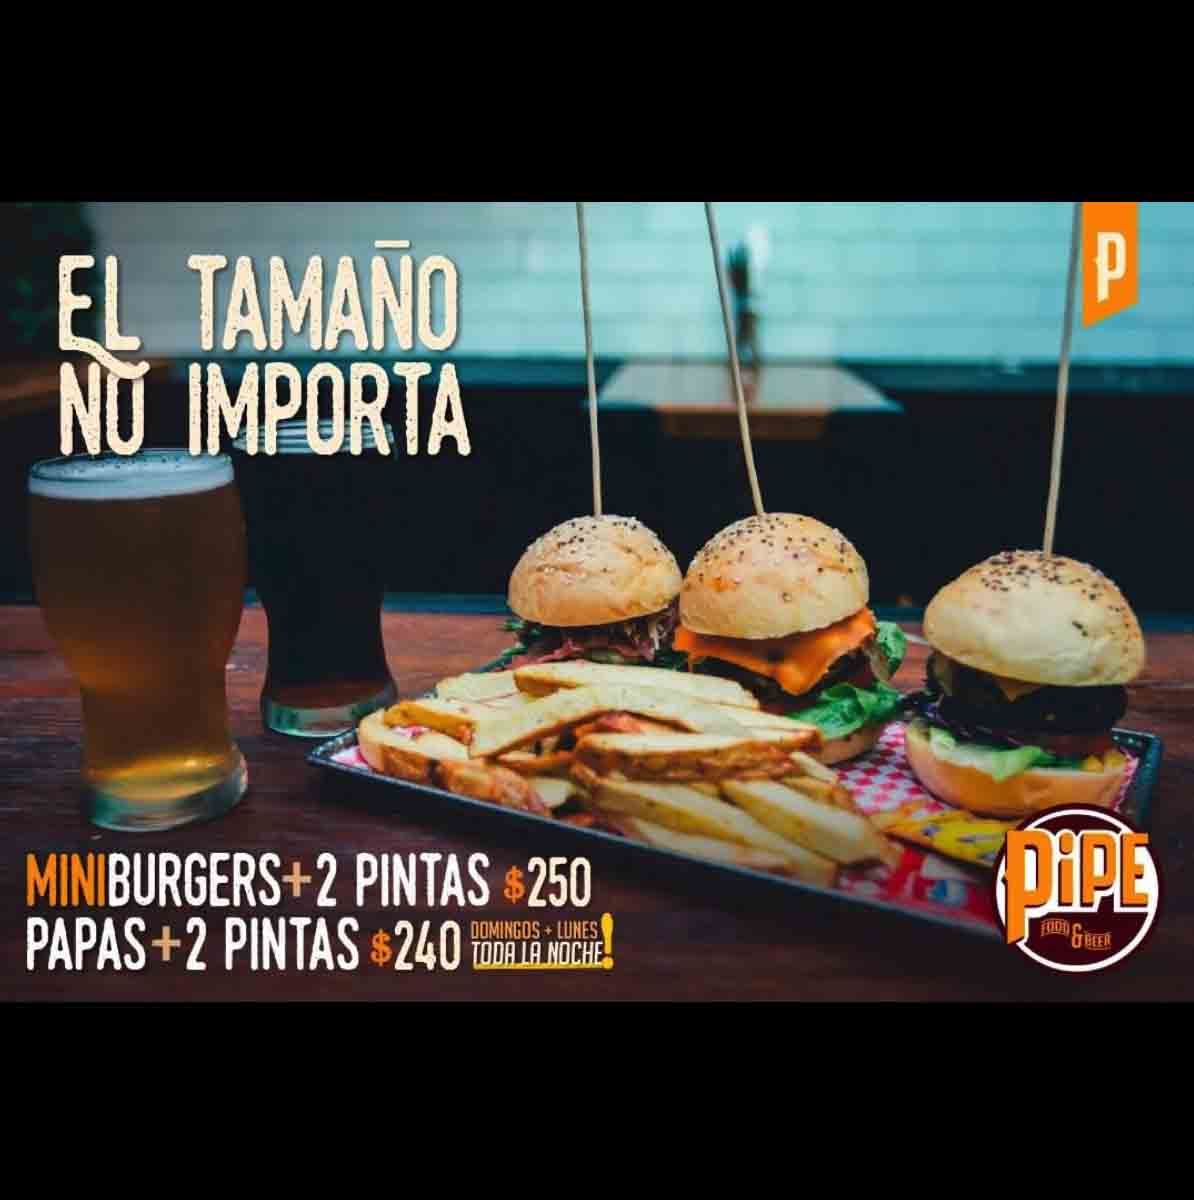 EL TAMAÑO
NO IMPORTA
P
MINIBURGERS+2 PINTAS $250
PAPAS+2 PINTAS $240
DOMINGOS + LUNES
TODA LA NOCHE!
PiPE
FOOD
& BEER